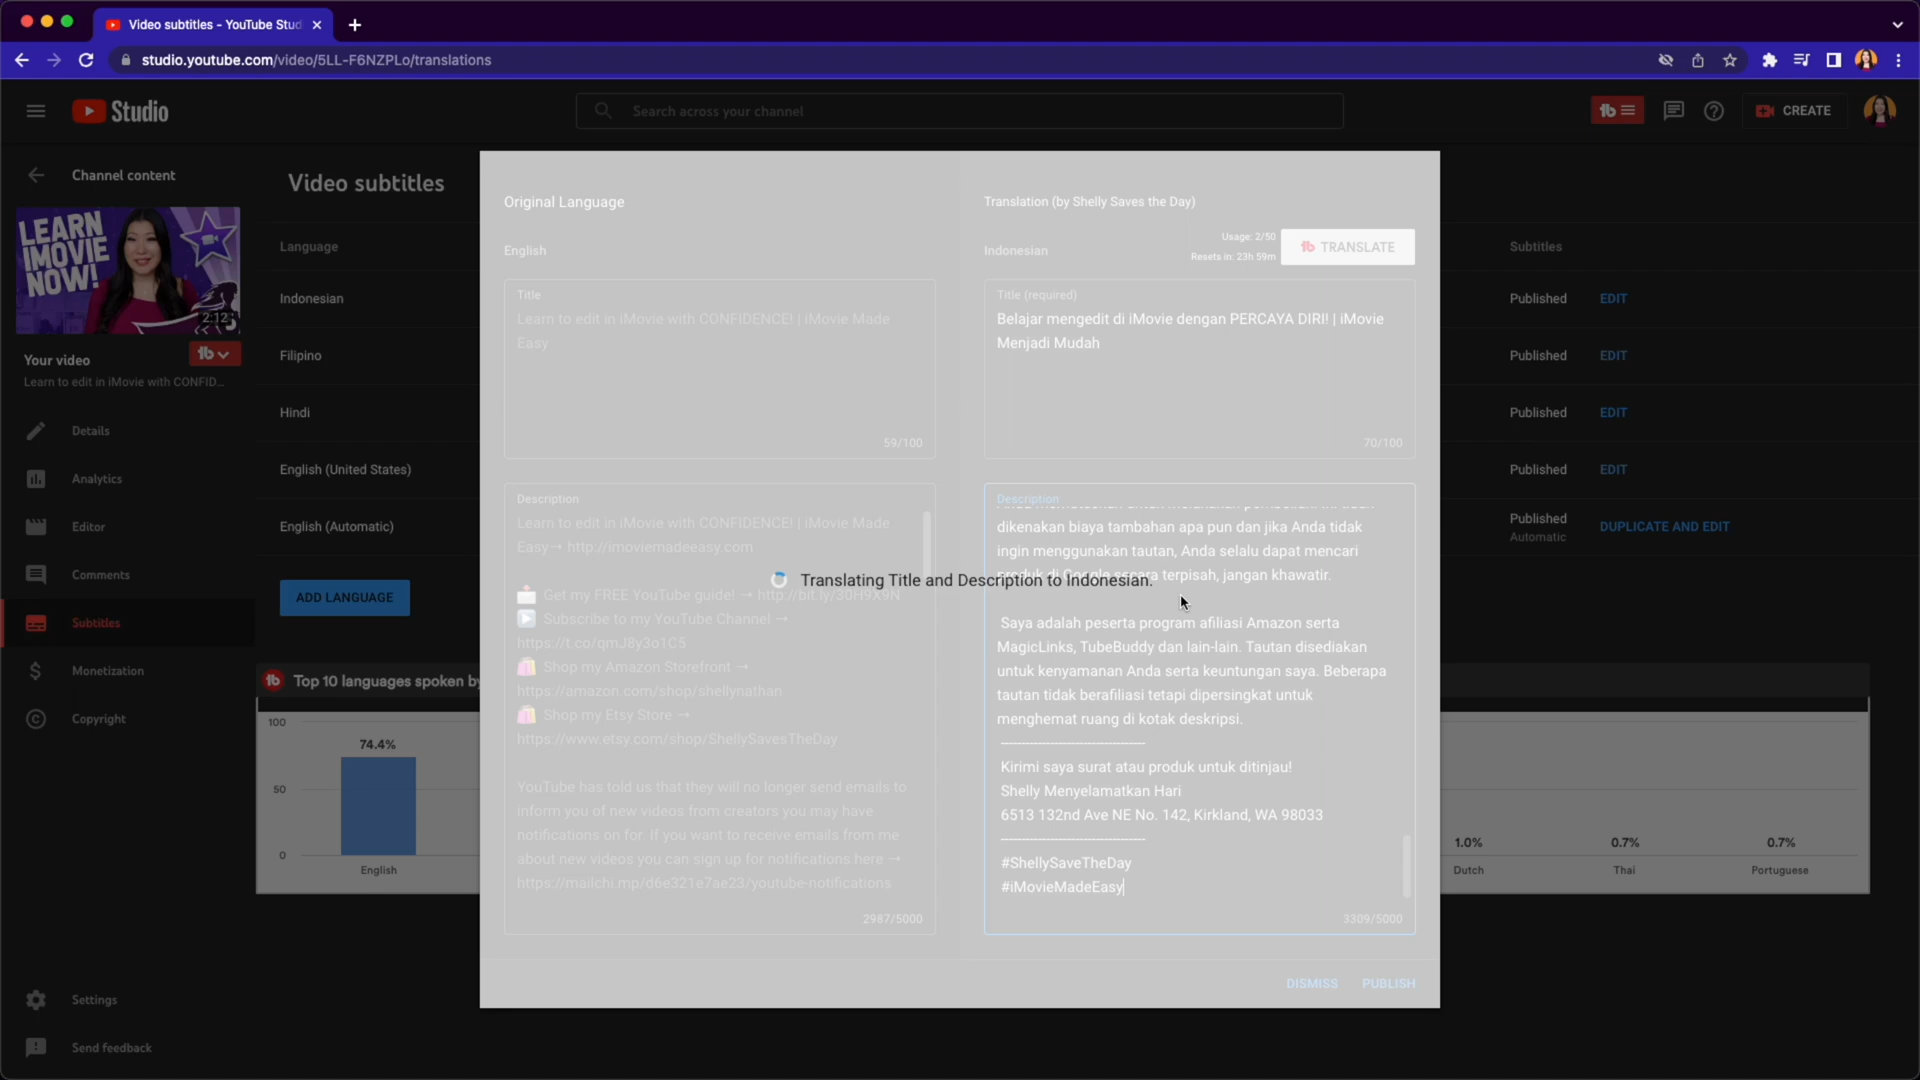 Video subtitles - YouTube Stud
studio.youtube.com/video/5LL-F6NZPLo/translations
Studio
Search across your channel
CREATE
Channel content
LEARN
IMOVIE
NOW!
2:12
Your video
Learn to edit in iMovie with CONFID...
Details
Analytics
Editor
Comments
Subtitles
Monetization
Copyright
Settings
Send feedback
Video subtitles
Language
Subtitles
Indonesian
Published
EDIT
Filipino
Published
EDIT
Hindi
Published
EDIT
English (United States)
Published
EDIT
English (Automatic)
Published
Automatic
DUPLICATE AND EDIT
ADD LANGUAGE
Top 10 languages spoken by
100
50
0
74.4%
English
1.0%
Dutch
0.7%
Thai
0.7%
Portuguese
Original Language
English
Title
Learn to edit in iMovie with CONFIDENCE! | iMovie Made
Easy
59/100
Description
Learn to edit in iMovie with CONFIDENCE! | iMovie Made
Easy→ http://imoviemadeeasy.com
Get my FREE YouTube guide! → http://bit.ly/30H9X9N
Subscribe to my YouTube Channel →
https://t.co/qmJ8y3o1C5
Shop my Amazon Storefront →
https://amazon.com/shop/shellynathan
Shop my Etsy Store →
https://www.etsy.com/shop/ShellySavesTheDay
YouTube has told us that they will no longer send emails to
inform you of new videos from creators you may have
notifications on for. If you want to receive emails from me
about new videos you can sign up for notifications here →
https://mailchi.mp/d6e321e7ae23/youtube-notifications
2987/5000
Translation (by Shelly Saves the Day)
Indonesian
Usage: 2/50
Resets in: 23h 59m
TRANSLATE
Title (required)
Belajar mengedit di iMovie dengan PERCAYA DIRI! | iMovie
Menjadi Mudah
70/100
Description
dikenakan biaya tambahan apa pun dan jika Anda tidak
ingin menggunakan tautan, Anda selalu dapat mencari
produk di Google secara terpisah, jangan khawatir.
Translating Title and Description to Indonesian.
Saya adalah peserta program afiliasi Amazon serta
MagicLinks, TubeBuddy dan lain-lain. Tautan disediakan
untuk kenyamanan Anda serta keuntungan saya. Beberapa
tautan tidak berafiliasi tetapi dipersingkat untuk
menghemat ruang di kotak deskripsi.
------------------------------------
Kirimi saya surat atau produk untuk ditinjau!
Shelly Menyelamatkan Hari
6513 132nd Ave NE No. 142, Kirkland, WA 98033
------------------------------------
#ShellySaveTheDay
#iMovieMadeEasy
3309/5000
DISMISS
PUBLISH